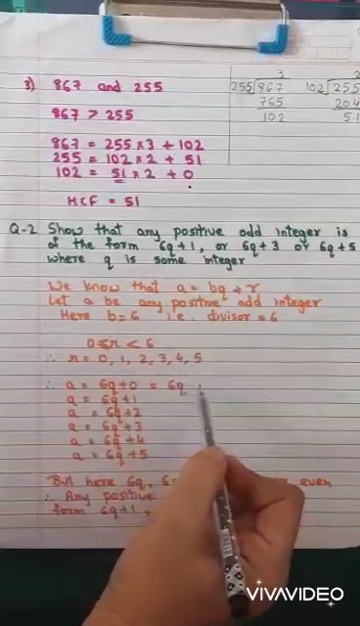 3) 867 and 255
867 > 255
867 = 255 × 3 + 102
255 = 102 × 2 + 51
102 = 51 × 2 + 0
HCF = 51
3
255 867
765
102
2
102 255
204
51
Q-2 Show that any positive odd integer is
of the form 6q+1, or 6q+3 or 6q+5
where q is some integer
We know that a = bq + r
Let a be any positive odd integer
Here b = 6 i.e. divisor = 6
0 ≤ r < 6
∴ r = 0, 1, 2, 3, 4, 5
∴ a = 6q + 0 = 6q
a = 6q + 1
a = 6q + 2
a = 6q + 3
a = 6q + 4
a = 6q + 5
But here 6q, even
∴ Any positive
form 6q+1,
VIVAVIDEO